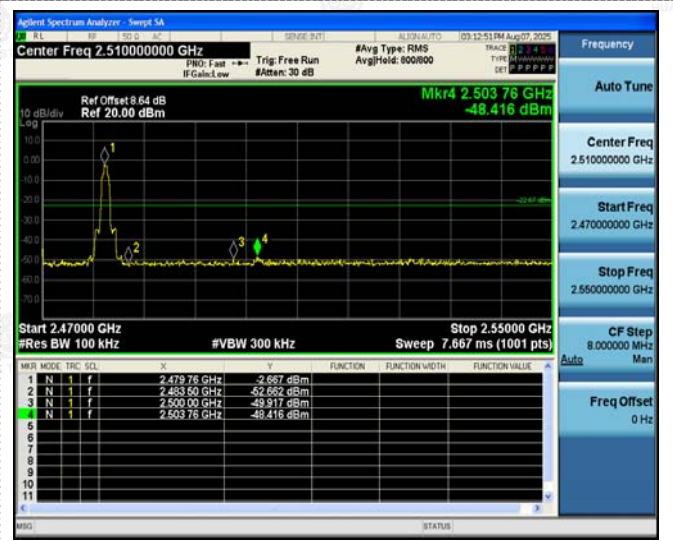 Agilent Spectrum Analyzer - Swept SA
RL RF 50 Ω AC SENSE:INT ALIGNAUTO 03:12:51PM Aug07, 2025
Center Freq 2.510000000 GHz
PNO: Fast Trig: Free Run #Avg Type: RMS TRACE 1 2 3 4 5 6
IFGain:Low #Atten: 30 dB Avg|Hold: 800/800 TYPE
DET P P P P P P
Mkr4 2.503 76 GHz
-48.416 dBm
Ref Offset 8.64 dB
10 dB/div Ref 20.00 dBm
Log
10.0
0.00
-10.0
-20.0
-30.0
-40.0
-50.0
-60.0
-70.0
1
2
3
4
-22.67 dBm
Start 2.47000 GHz Stop 2.55000 GHz
#Res BW 100 kHz #VBW 300 kHz Sweep 7.667 ms (1001 pts)
MKR MODE TRC SCL X Y FUNCTION FUNCTION WIDTH FUNCTION VALUE
1 N 1 f 2.479 76 GHz -2.667 dBm
2 N 1 f 2.483 50 GHz -52.662 dBm
3 N 1 f 2.500 00 GHz -49.917 dBm
4 N 1 f 2.503 76 GHz -48.416 dBm
5
6
7
8
9
10
11
MSG STATUS
Frequency
Auto Tune
Center Freq
2.510000000 GHz
Start Freq
2.470000000 GHz
Stop Freq
2.550000000 GHz
CF Step
8.000000 MHz
Auto Man
Freq Offset
0 Hz